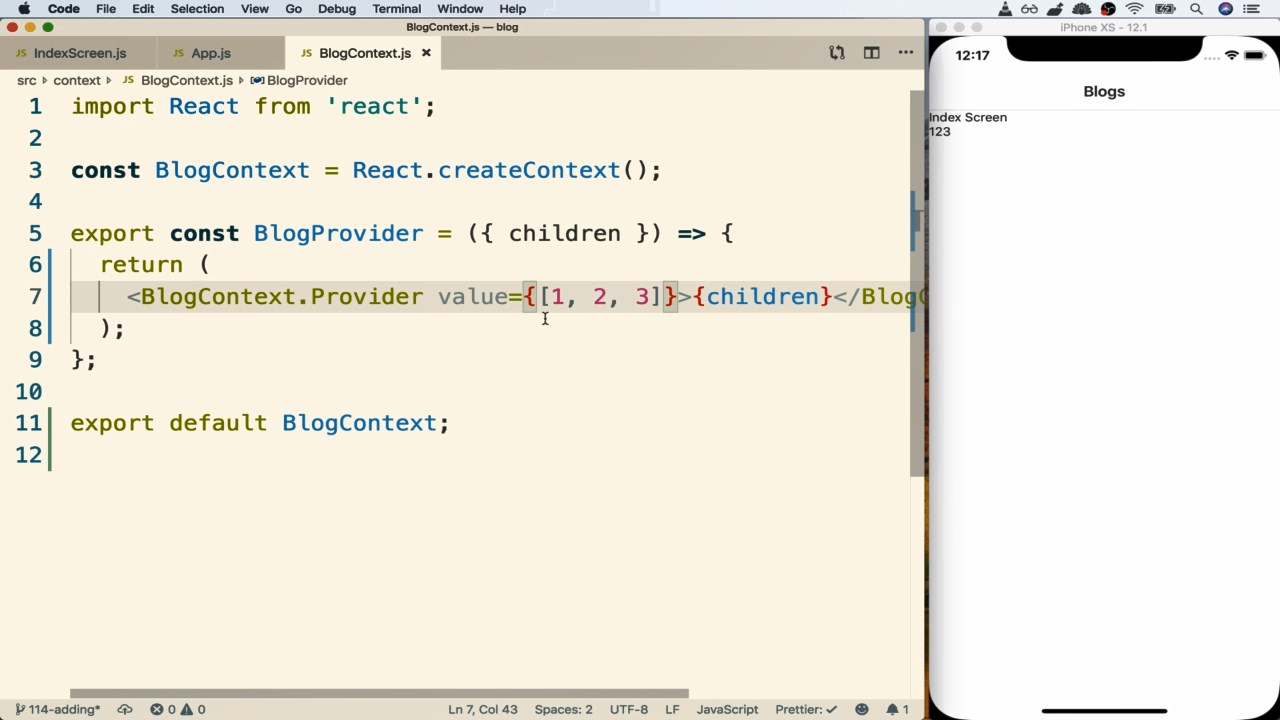 Code File Edit Selection View Go Debug Terminal Window Help
BlogContext.js — blog
iPhone XS - 12.1
JS IndexScreen.js JS App.js JS BlogContext.js
src context JS BlogContext.js BlogProvider
12:17
Blogs
Index Screen
123
1 import React from 'react';
2
3 const BlogContext = React.createContext();
4
5 export const BlogProvider = ({ children }) => {
6 return (
7 <BlogContext.Provider value={[1, 2, 3]}>{children}</BlogC
8 );
9 };
10
11 export default BlogContext;
12
114-adding* 0 0 Ln 7, Col 43 Spaces: 2 UTF-8 LF JavaScript Prettier: ✓ 1